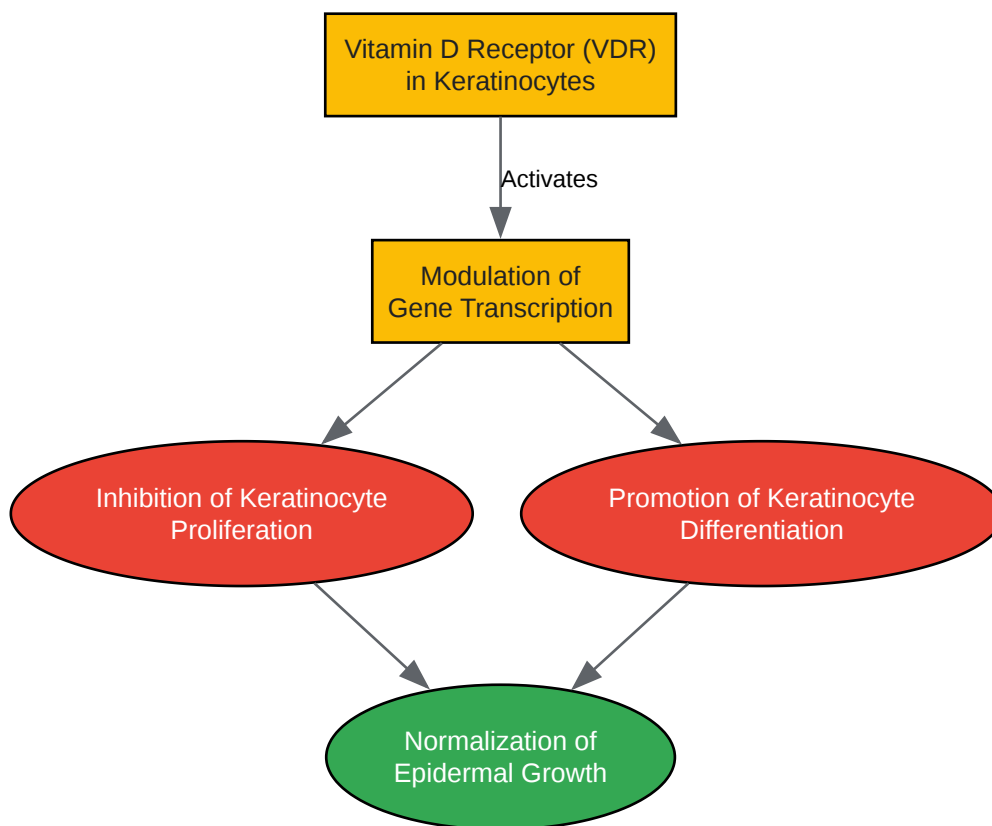 Vitamin D Receptor (VDR)
in Keratinocytes
Activates
Modulation of
Gene Transcription
Inhibition of Keratinocyte
Proliferation
Promotion of Keratinocyte
Differentiation
Normalization of
Epidermal Growth